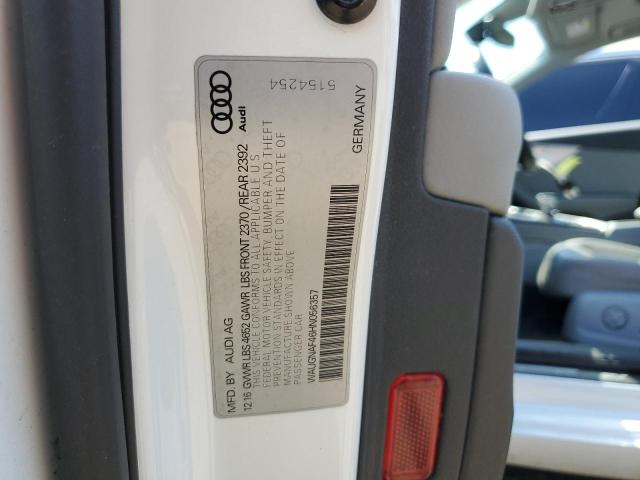 MFD. BY AUDI AG
12.16 GVWR LBS 4652 GAWR LBS FRONT 2370 / REAR 2392
THIS VEHICLE CONFORMS TO ALL APPLICABLE U S
FEDERAL MOTOR VEHICLE SAFETY, BUMPER AND THEFT
PREVENTION STANDARDS IN EFFECT ON THE DATE OF
MANUFACTURE SHOWN ABOVE
PASSENGER CAR
WAUGNAF46HN056357
Audi
5154254
GERMANY